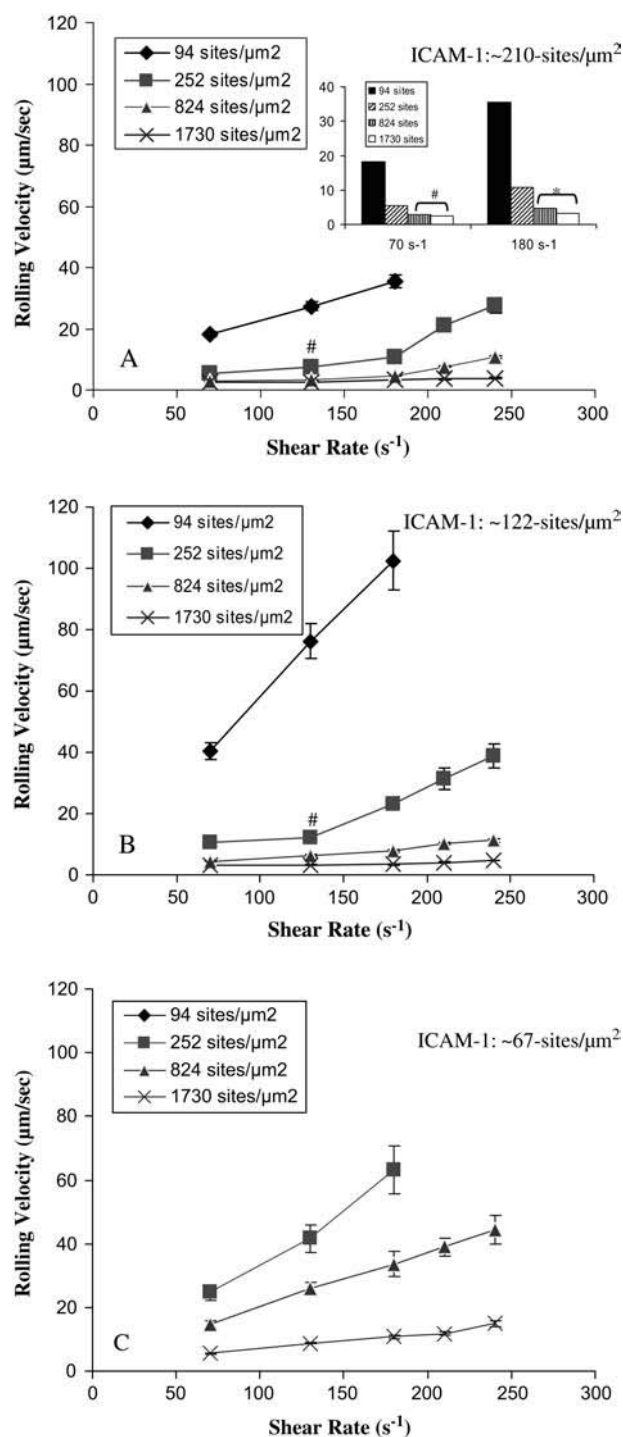 120
100
80
60
40
20
0
Rolling Velocity (µm/sec)
94 sites/µm2
252 sites/µm2
824 sites/µm2
1730 sites/µm2
ICAM-1:~210-sites/µm²
40
30
20
10
0
94 sites
252 sites
824 sites
1730 sites
#
*
70 s-1
180 s-1
#
A
0 50 100 150 200 250 300
Shear Rate (s⁻¹)
120
100
80
60
40
20
0
Rolling Velocity (µm/sec)
94 sites/µm2
252 sites/µm2
824 sites/µm2
1730 sites/µm2
ICAM-1: ~122-sites/µm²
#
B
0 50 100 150 200 250 300
Shear Rate (s⁻¹)
120
100
80
60
40
20
0
Rolling Velocity (µm/sec)
94 sites/µm2
252 sites/µm2
824 sites/µm2
1730 sites/µm2
ICAM-1: ~67-sites/µm²
C
0 50 100 150 200 250 300
Shear Rate (s⁻¹)